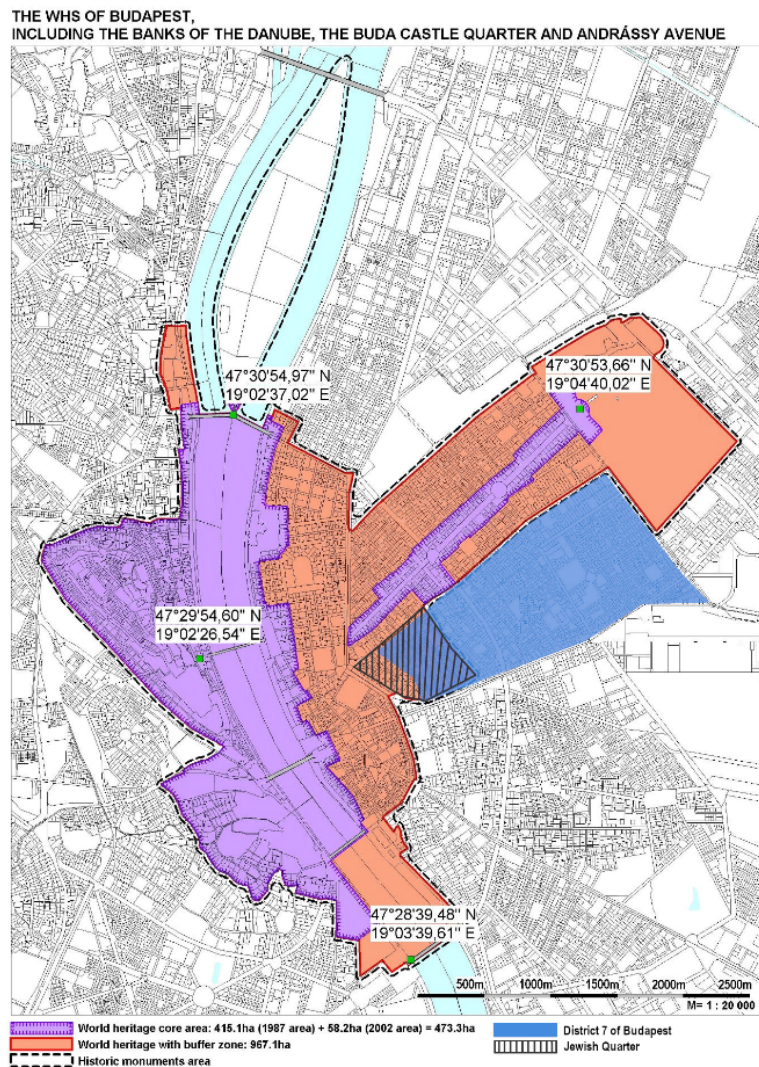 THE WHS OF BUDAPEST,
INCLUDING THE BANKS OF THE DANUBE, THE BUDA CASTLE QUARTER AND ANDRÁSSY AVENUE
47°30'54,97'' N
19°02'37,02'' E
47°30'53,66'' N
19°04'40,02'' E
47°29'54,60'' N
19°02'26,54'' E
47°28'39,48'' N
19°03'39,61'' E
500m 1000m 1500m 2000m 2500m
M= 1 : 20 000
World heritage core area: 415.1ha (1987 area) + 58.2ha (2002 area) = 473.3ha
World heritage with buffer zone: 967.1ha
Historic monuments area
District 7 of Budapest
Jewish Quarter